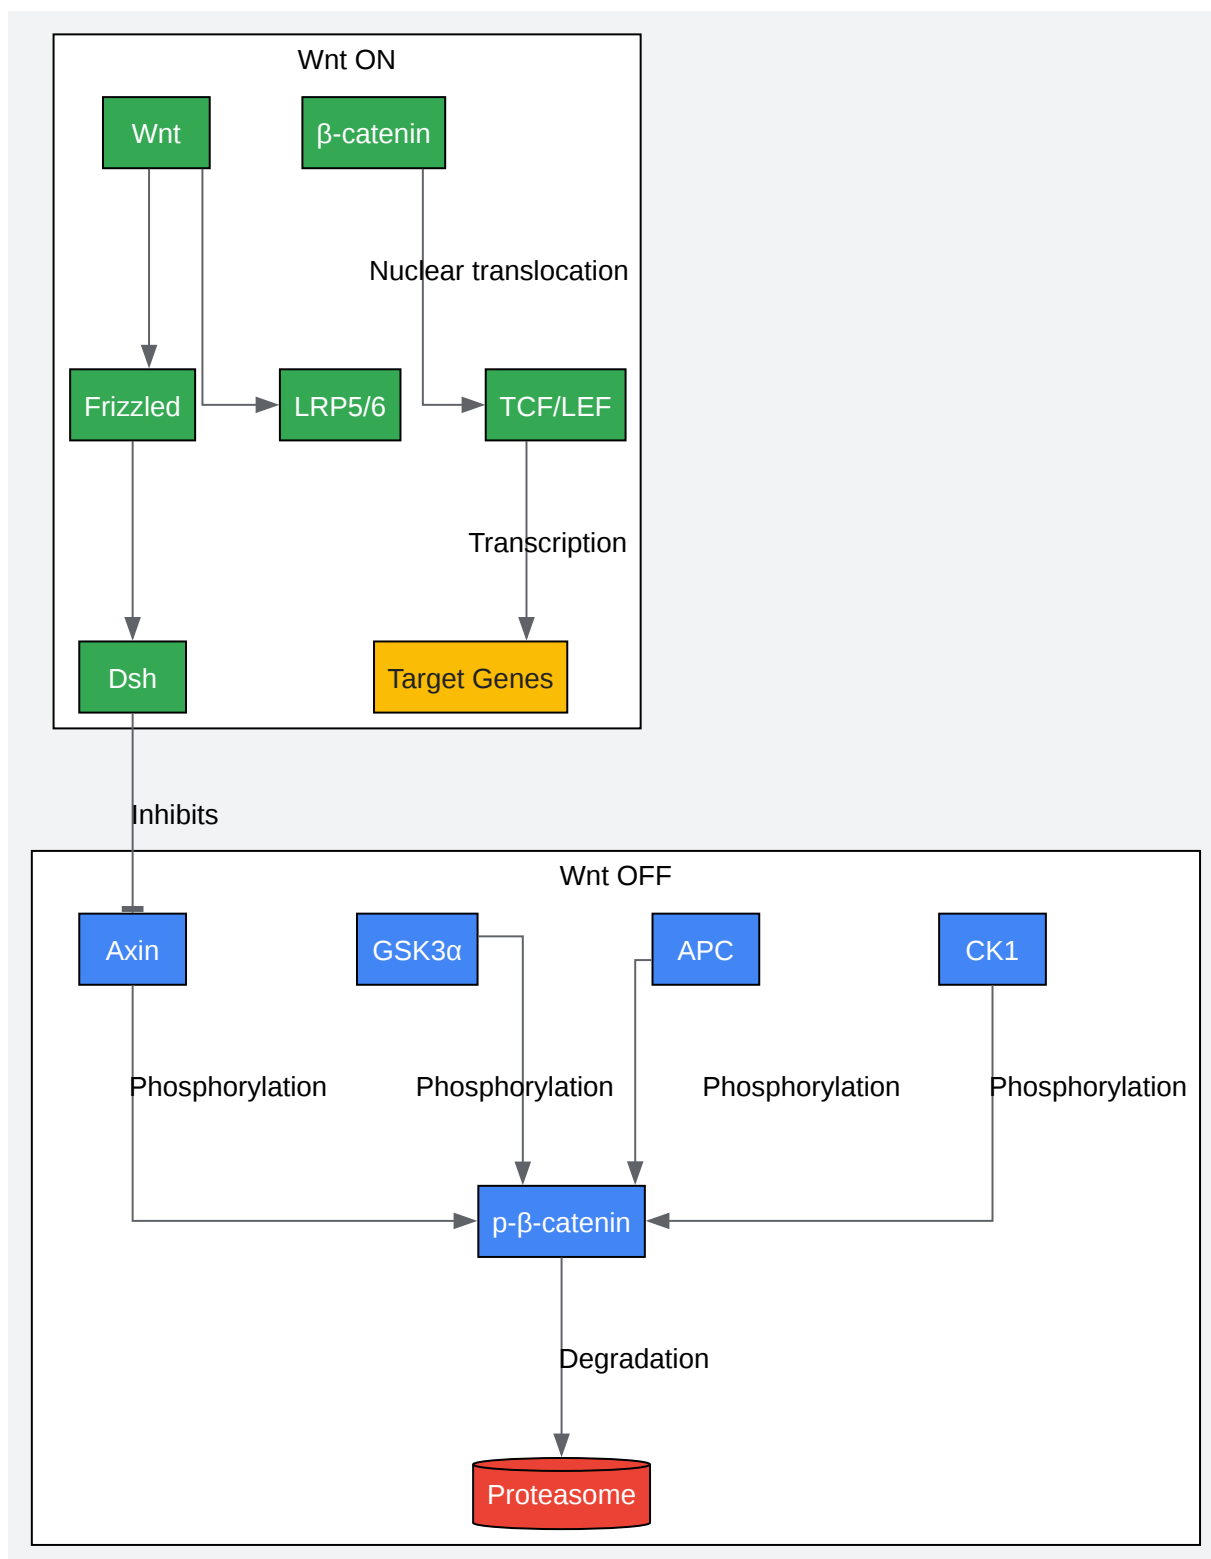 Wnt ON
Wnt
β-catenin
Nuclear translocation
Frizzled
LRP5/6
TCF/LEF
Transcription
Dsh
Target Genes
Inhibits
Wnt OFF
Axin
GSK3α
APC
CK1
Phosphorylation
Phosphorylation
Phosphorylation
Phosphorylation
p-β-catenin
Degradation
Proteasome